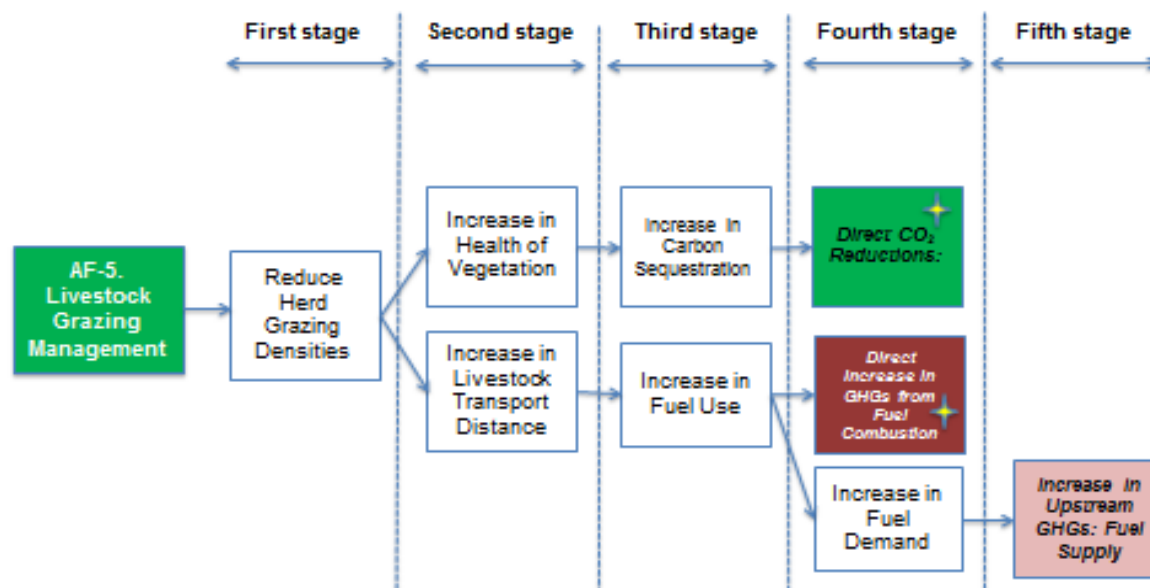 First stage
Second stage
Third stage
Fourth stage
Fifth stage
AF-5.
Livestock
Grazing
Management
Reduce
Herd
Grazing
Densities
Increase in
Health of
Vegetation
Increase in
Carbon
Sequestration
Direct CO₂
Reductions:
Increase in
Livestock
Transport
Distance
Increase in
Fuel Use
Direct
Increase in
GHGs from
Fuel
Combustion
Increase in
Fuel
Demand
Increase in
Upstream
GHGs: Fuel
Supply